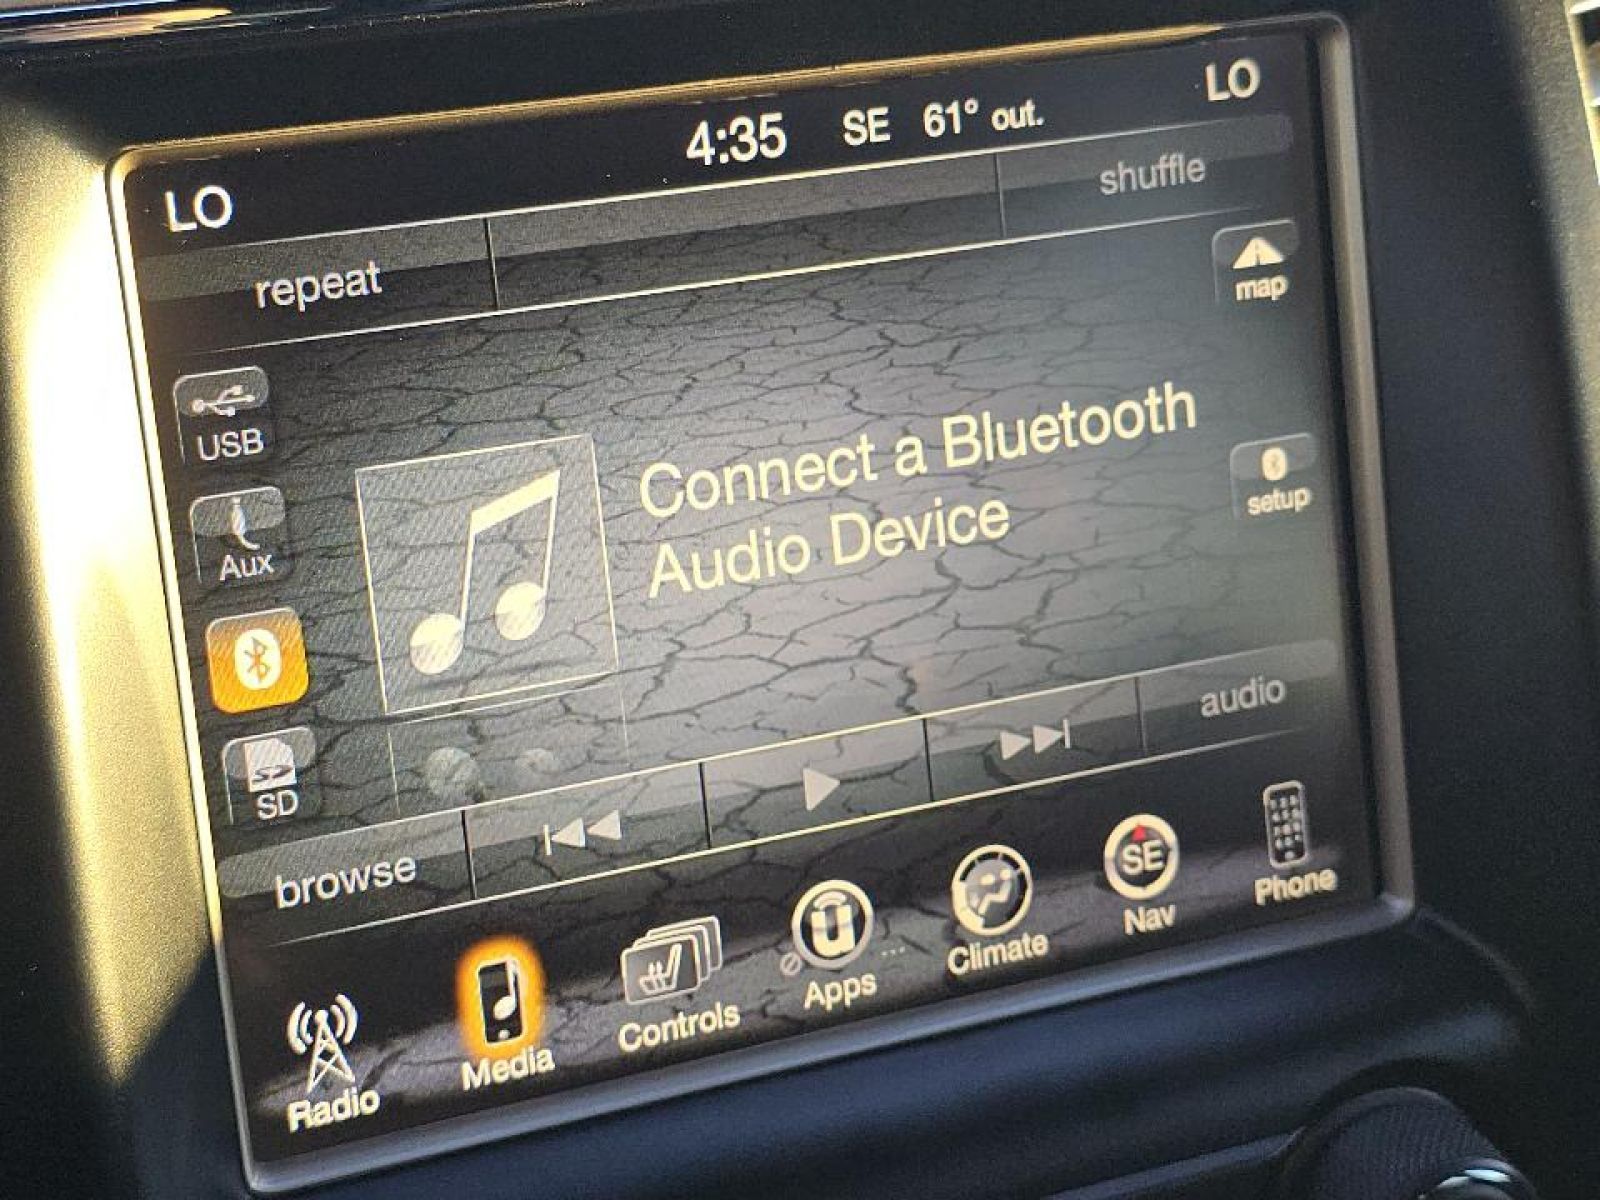 LO 4:35 SE 61° out. LO
repeat shuffle
map
USB
Connect a Bluetooth
Audio Device
setup
Aux
SD
audio
browse
SE
Radio Media Controls Apps Climate Nav Phone